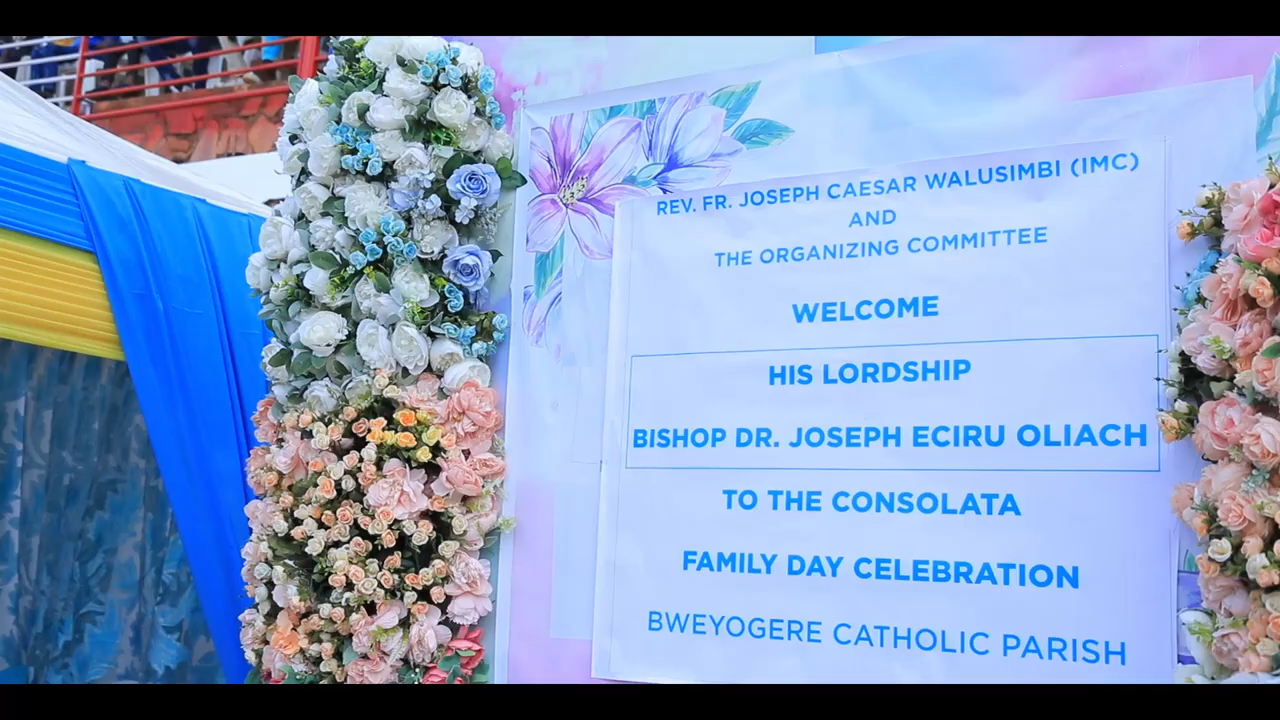 REV. FR. JOSEPH CAESAR WALUSIMBI (IMC)
AND
THE ORGANIZING COMMITTEE
WELCOME
HIS LORDSHIP
BISHOP DR. JOSEPH ECIRU OLIACH
TO THE CONSOLATA
FAMILY DAY CELEBRATION
BWEYOGERE CATHOLIC PARISH